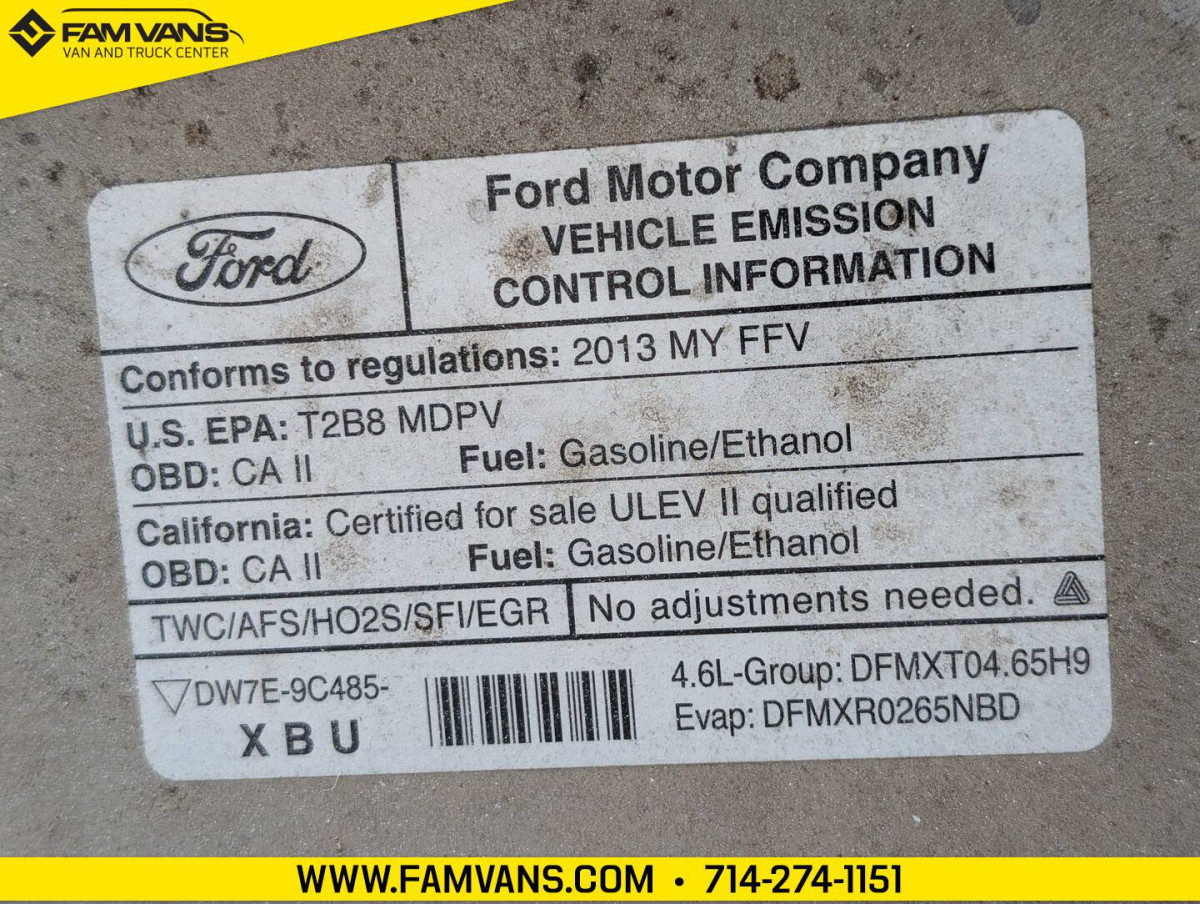 FAM VANS
VAN AND TRUCK CENTER
Ford
Ford Motor Company
VEHICLE EMISSION
CONTROL INFORMATION
Conforms to regulations: 2013 MY FFV
U.S. EPA: T2B8 MDPV
OBD: CA II Fuel: Gasoline/Ethanol
California: Certified for sale ULEV II qualified
OBD: CA II Fuel: Gasoline/Ethanol
TWC/AFS/HO2S/SFI/EGR
No adjustments needed.
DW7E-9C485-
X B U
4.6L-Group: DFMXT04.65H9
Evap: DFMXR0265NBD
WWW.FAMVANS.COM • 714-274-1151